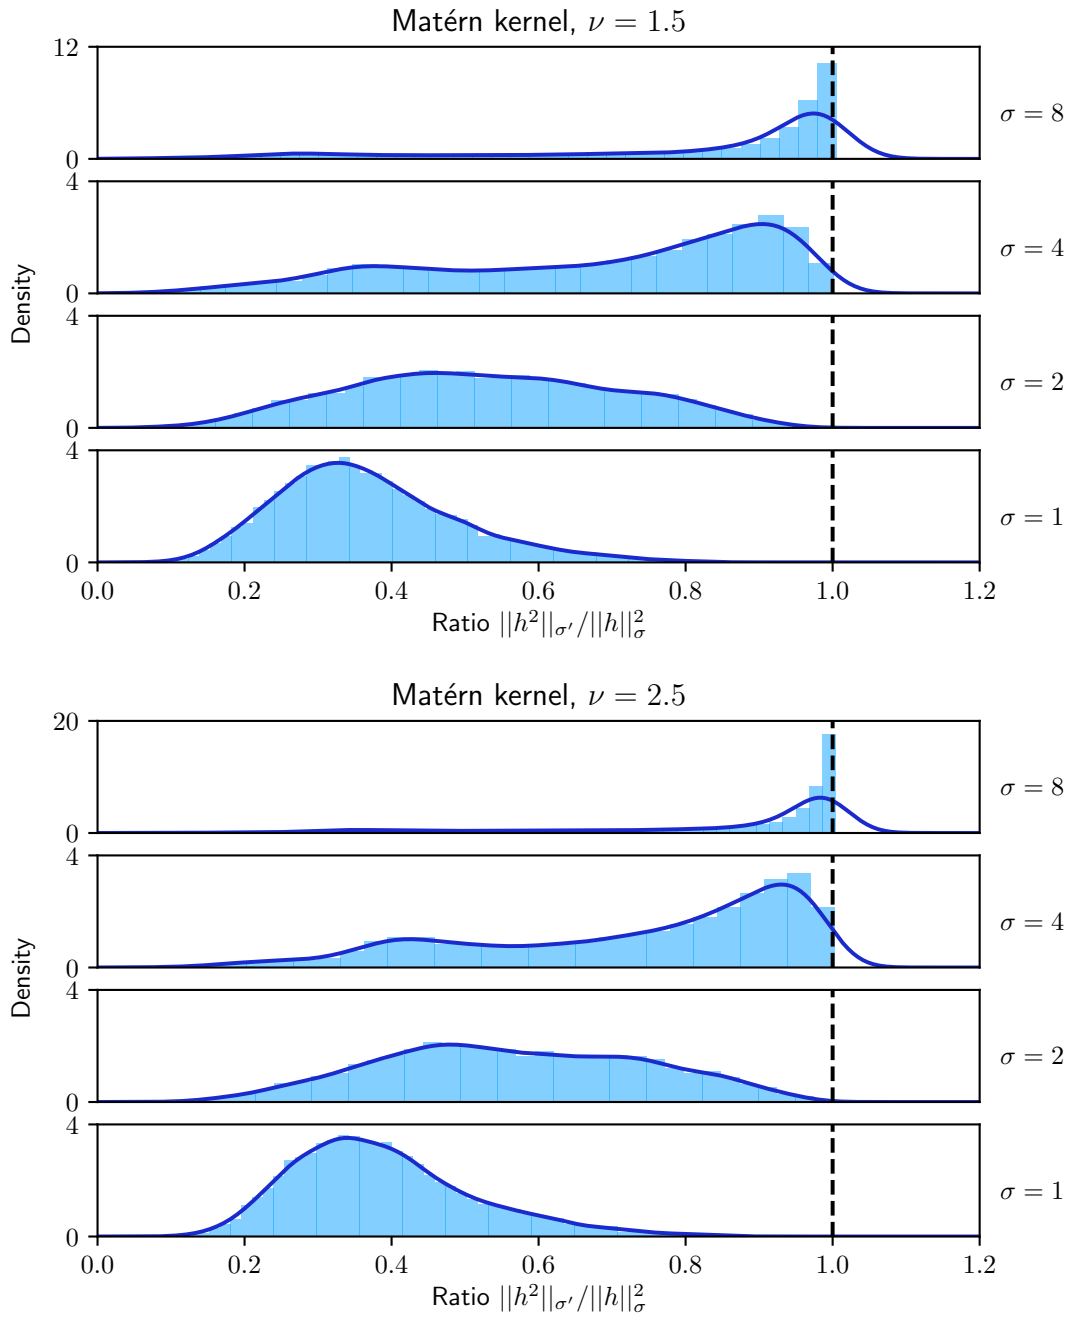 Matérn kernel, ν = 1.5
12
0
σ = 8
4
0
σ = 4
Density
4
0
σ = 2
4
0
σ = 1
0.0 0.2 0.4 0.6 0.8 1.0 1.2
Ratio ||h²||σ′/||h||²σ
Matérn kernel, ν = 2.5
20
0
σ = 8
4
0
σ = 4
Density
4
0
σ = 2
4
0
σ = 1
0.0 0.2 0.4 0.6 0.8 1.0 1.2
Ratio ||h²||σ′/||h||²σ